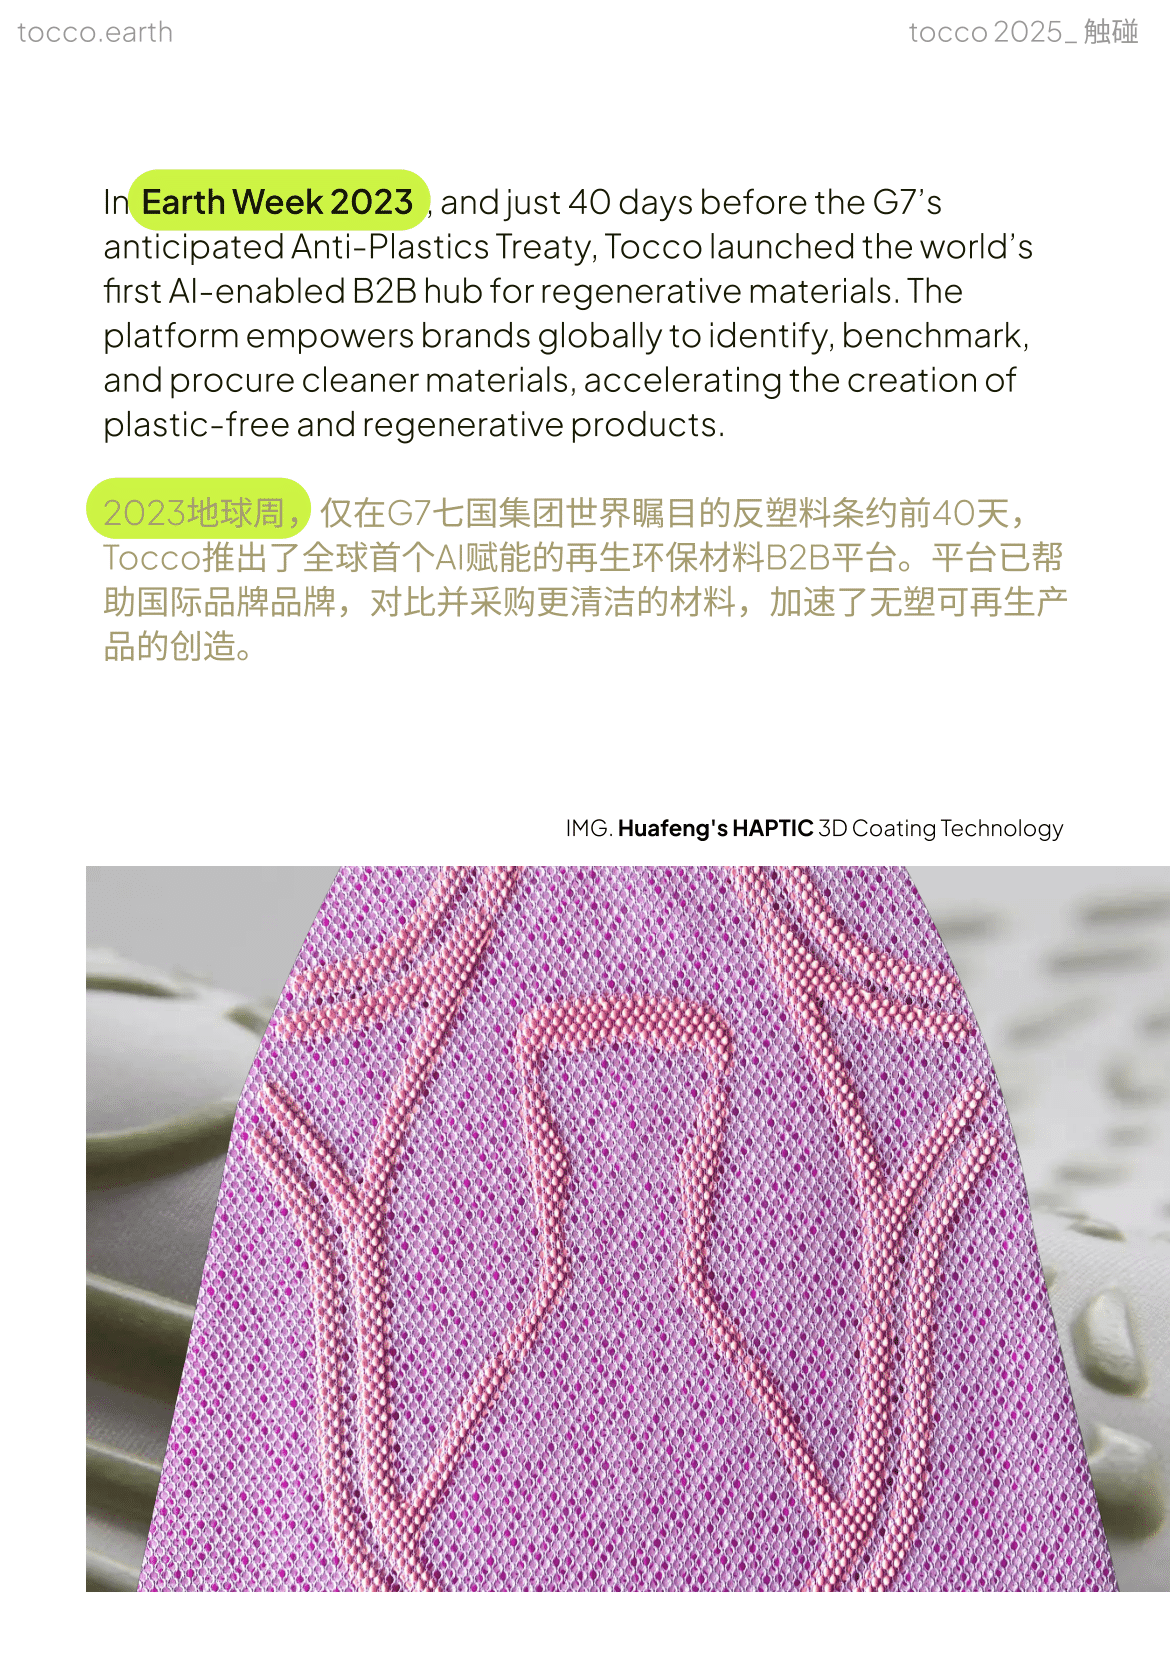 tocco.earth
tocco 2025_ 触碰
In Earth Week 2023 , and just 40 days before the G7’s
anticipated Anti-Plastics Treaty, Tocco launched the world’s
first AI-enabled B2B hub for regenerative materials. The
platform empowers brands globally to identify, benchmark,
and procure cleaner materials, accelerating the creation of
plastic-free and regenerative products.
2023地球周，仅在G7七国集团世界瞩目的反塑料条约前40天，
Tocco推出了全球首个AI赋能的再生环保材料B2B平台。平台已帮
助国际品牌品牌，对比并采购更清洁的材料，加速了无塑可再生产
品的创造。
IMG. Huafeng's HAPTIC 3D Coating Technology